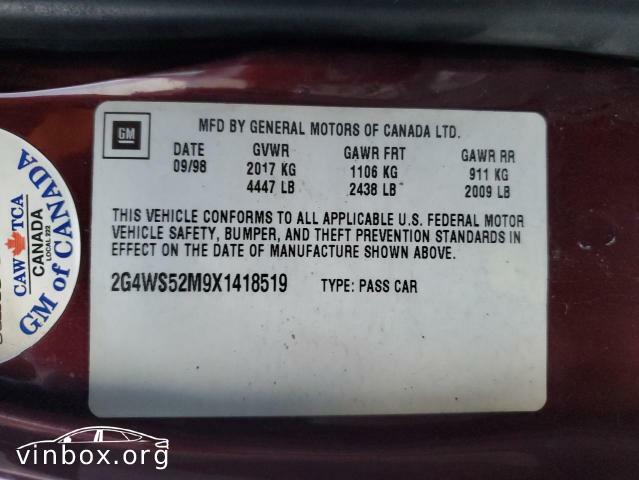 GM
MFD BY GENERAL MOTORS OF CANADA LTD.
DATE GVWR GAWR FRT GAWR RR
09/98 2017 KG 1106 KG 911 KG
4447 LB 2438 LB 2009 LB
THIS VEHICLE CONFORMS TO ALL APPLICABLE U.S. FEDERAL MOTOR
VEHICLE SAFETY, BUMPER, AND THEFT PREVENTION STANDARDS IN
EFFECT ON THE DATE OF MANUFACTURE SHOWN ABOVE.
2G4WS52M9X1418519 TYPE: PASS CAR
CAW TCA
CANADA
LOCAL 222
GM of CANADA
vinbox.org